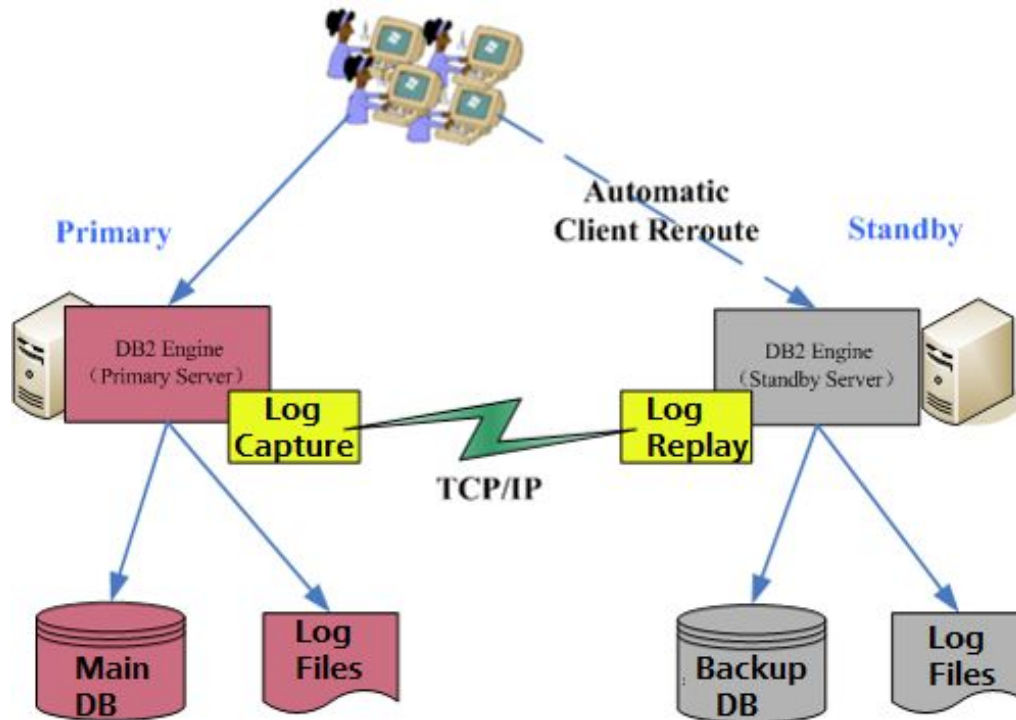 Automatic
Client Reroute
Primary
Standby
DB2 Engine
（Primary Server）
DB2 Engine
(Standby Server）
Log
Capture
Log
Replay
TCP/IP
Main
DB
Log
Files
Backup
DB
Log
Files